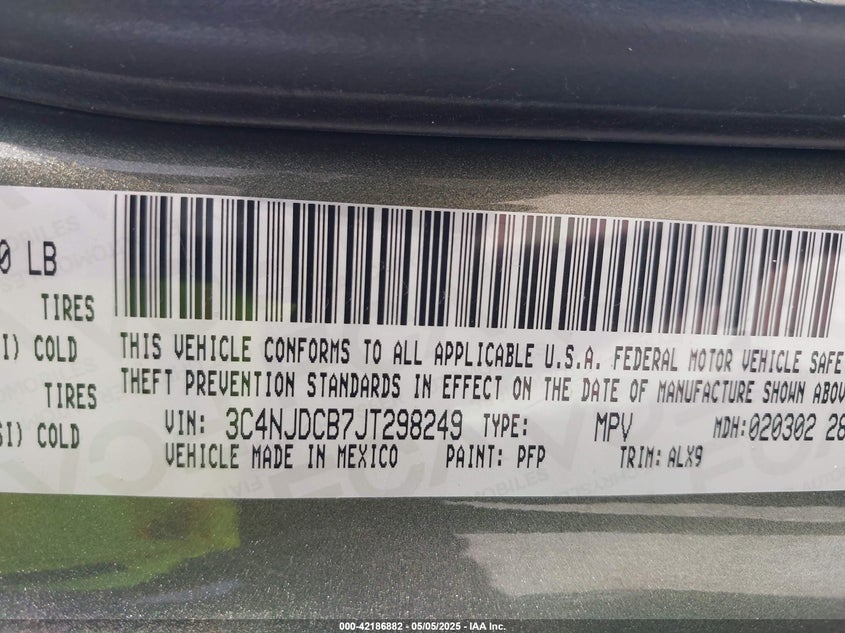 0 LB
TIRES
I) COLD
TIRES
SI) COLD
THIS VEHICLE CONFORMS TO ALL APPLICABLE U.S.A. FEDERAL MOTOR VEHICLE SAFE
THEFT PREVENTION STANDARDS IN EFFECT ON THE DATE OF MANUFACTURE SHOWN ABOV
VIN: 3C4NJDCB7JT298249 TYPE: MPV MDH:020302 28
VEHICLE MADE IN MEXICO PAINT: PFP TRIM: ALX9
000-42186882 - 05/05/2025 - IAA Inc.